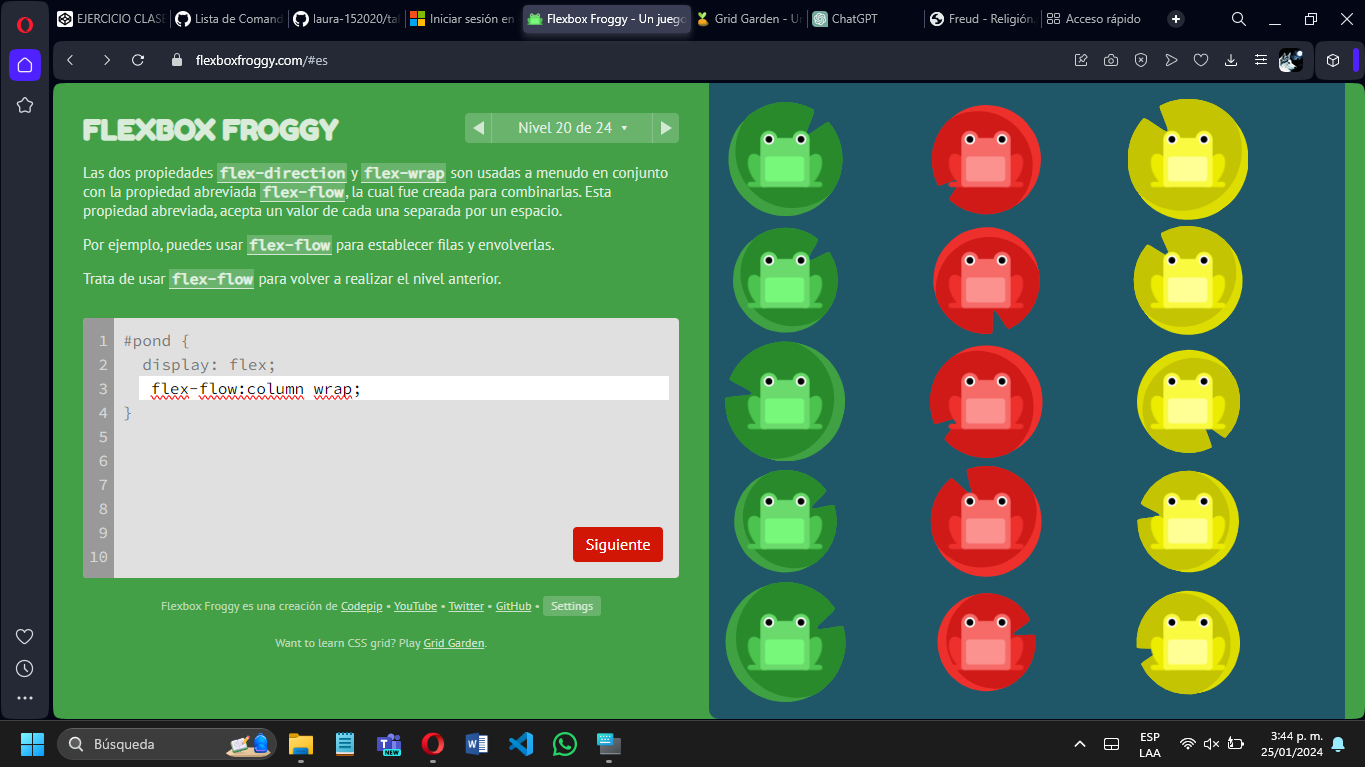 EJERCICIO CLASE
Lista de Comand
laura-152020/tal
Iniciar sesión en
Flexbox Froggy - Un juego
Grid Garden - Un
ChatGPT
Freud - Religión.
Acceso rápido
flexboxfroggy.com/#es
FLEXBOX FROGGY
Nivel 20 de 24
Las dos propiedades flex-direction y flex-wrap son usadas a menudo en conjunto
con la propiedad abreviada flex-flow, la cual fue creada para combinarlas. Esta
propiedad abreviada, acepta un valor de cada una separada por un espacio.
Por ejemplo, puedes usar flex-flow para establecer filas y envolverlas.
Trata de usar flex-flow para volver a realizar el nivel anterior.
1 #pond {
2 display: flex;
3 flex-flow:column wrap;
4 }
5
6
7
8
9
10
Siguiente
Flexbox Froggy es una creación de Codepip • YouTube • Twitter • GitHub • Settings
Want to learn CSS grid? Play Grid Garden.
Búsqueda
NEW
ESP
LAA
3:44 p. m.
25/01/2024